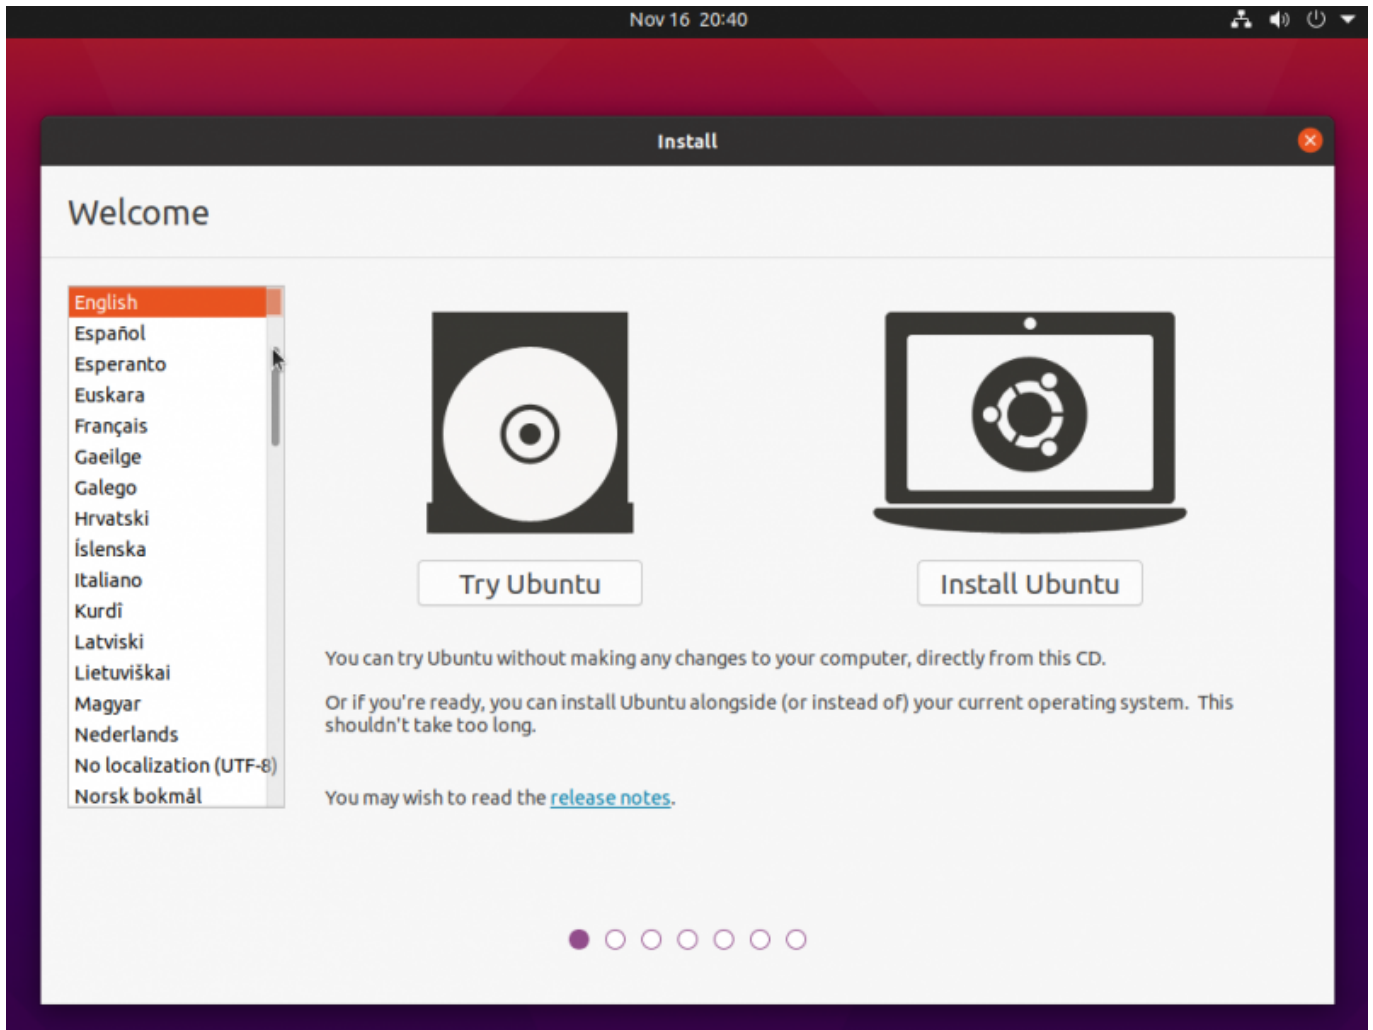 Nov 16 20:40
Install
Welcome
English
Español
Esperanto
Euskara
Français
Gaeilge
Galego
Hrvatski
Íslenska
Italiano
Kurdî
Latviski
Lietuviškai
Magyar
Nederlands
No localization (UTF-8)
Norsk bokmål
Try Ubuntu
Install Ubuntu
You can try Ubuntu without making any changes to your computer, directly from this CD.
Or if you're ready, you can install Ubuntu alongside (or instead of) your current operating system. This
shouldn't take too long.
You may wish to read the release notes.